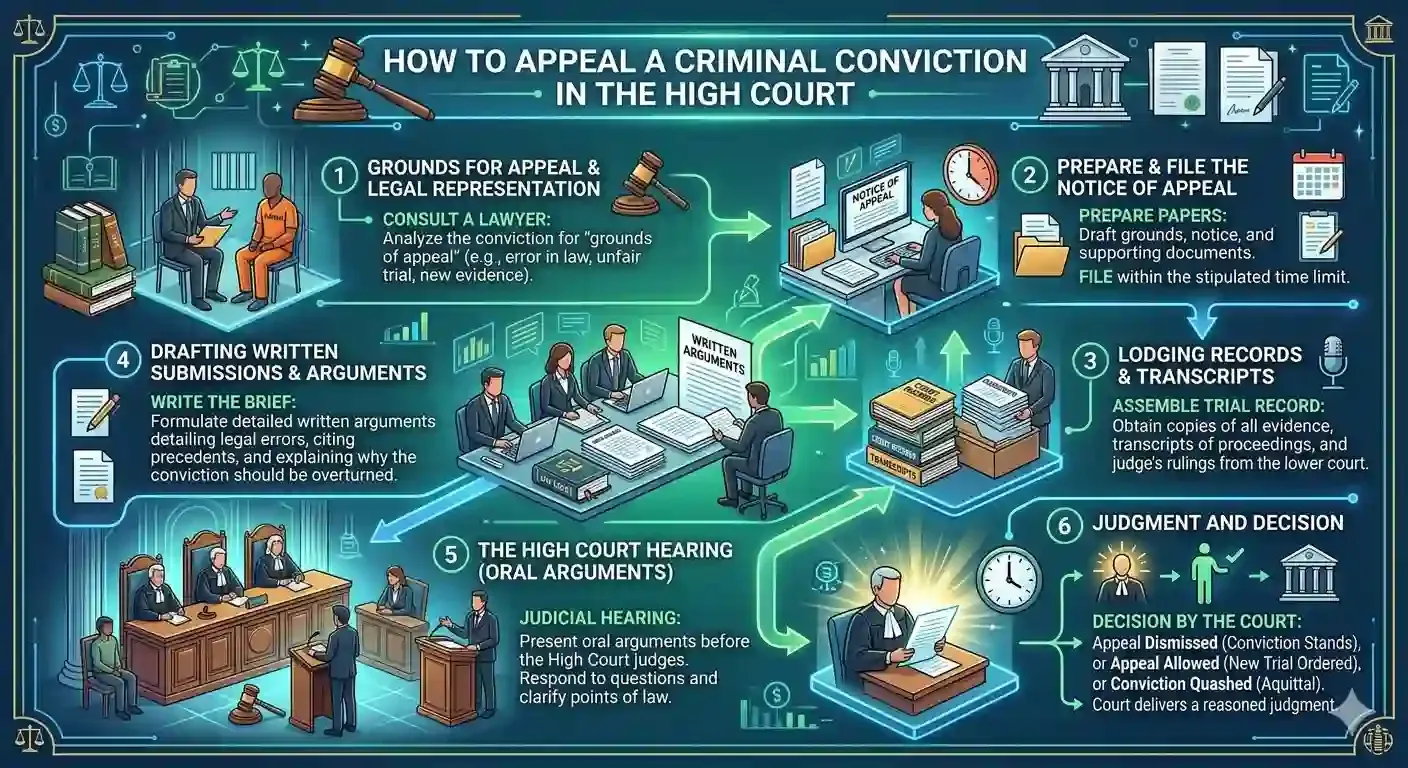 HOW TO APPEAL A CRIMINAL CONVICTION
IN THE HIGH COURT
1
GROUNDS FOR APPEAL &
LEGAL REPRESENTATION
CONSULT A LAWYER:
Analyze the conviction for “grounds
of appeal” (e.g., error in law, unfair
trial, new evidence).
NOTICE OF
APPEAL
2
PREPARE & FILE THE
NOTICE OF APPEAL
PREPARE PAPERS:
Draft grounds, notice, and
supporting documents.
FILE within the stipulated time limit.
3
LODGING RECORDS
& TRANSCRIPTS
ASSEMBLE TRIAL RECORD:
Obtain copies of all evidence,
transcripts of proceedings, and
judge's rulings from the lower court.
4
DRAFTING WRITTEN
SUBMISSIONS & ARGUMENTS
WRITE THE BRIEF:
Formulate detailed written arguments
detailing legal errors, citing
precedents, and explaining why the
conviction should be overturned.
WRITTEN
ARGUMENTS
5
THE HIGH COURT HEARING
(ORAL ARGUMENTS)
JUDICIAL HEARING:
Present oral arguments before
the High Court judges.
Respond to questions and
clarify points of law.
6
JUDGMENT AND DECISION
DECISION BY THE COURT:
Appeal Dismissed (Conviction Stands),
or Appeal Allowed (New Trial Ordered),
or Conviction Quashed (Aquittal).
Court delivers a reasoned judgment.